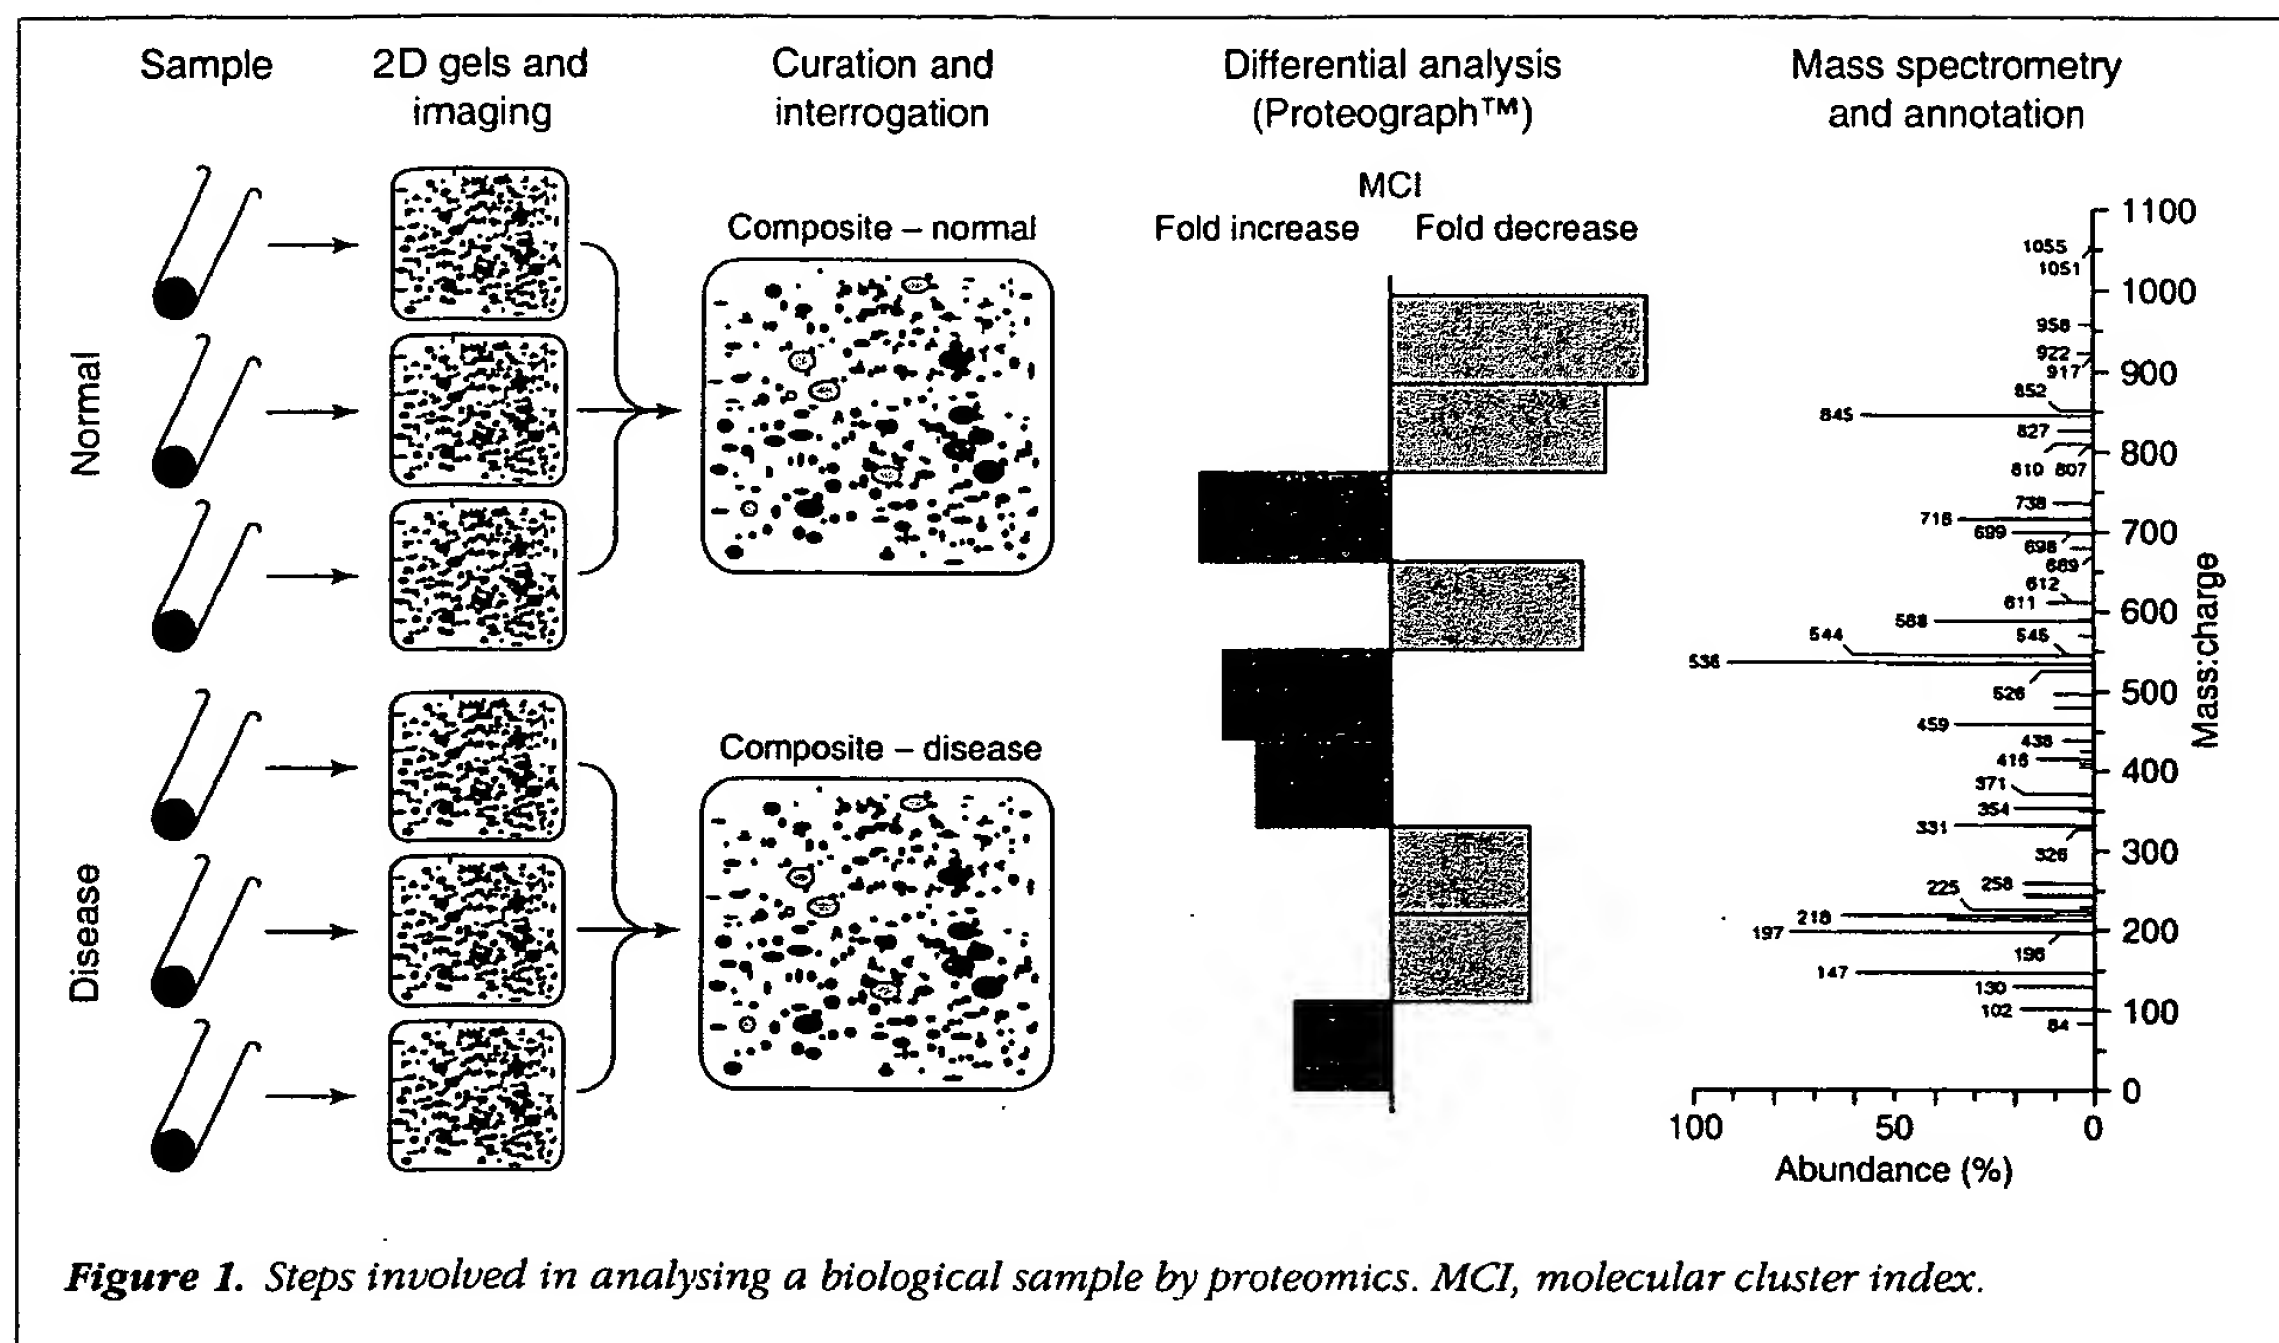 Sample
2D gels and
imaging
Curation and
interrogation
Differential analysis
(Proteograph™)
Mass spectrometry
and annotation
Normal
Disease
Composite – normal
Composite – disease
MCI
Fold increase
Fold decrease
1055
1051
958
922
917
852
845
827
810
807
738
716
699
698
669
612
611
588
544
545
536
526
459
438
416
371
354
331
326
258
225
218
197
196
147
130
102
84
1100
1000
900
800
700
600
500
400
300
200
100
0
Mass:charge
100
50
0
Abundance (%)
Figure 1. Steps involved in analysing a biological sample by proteomics. MCI, molecular cluster index.